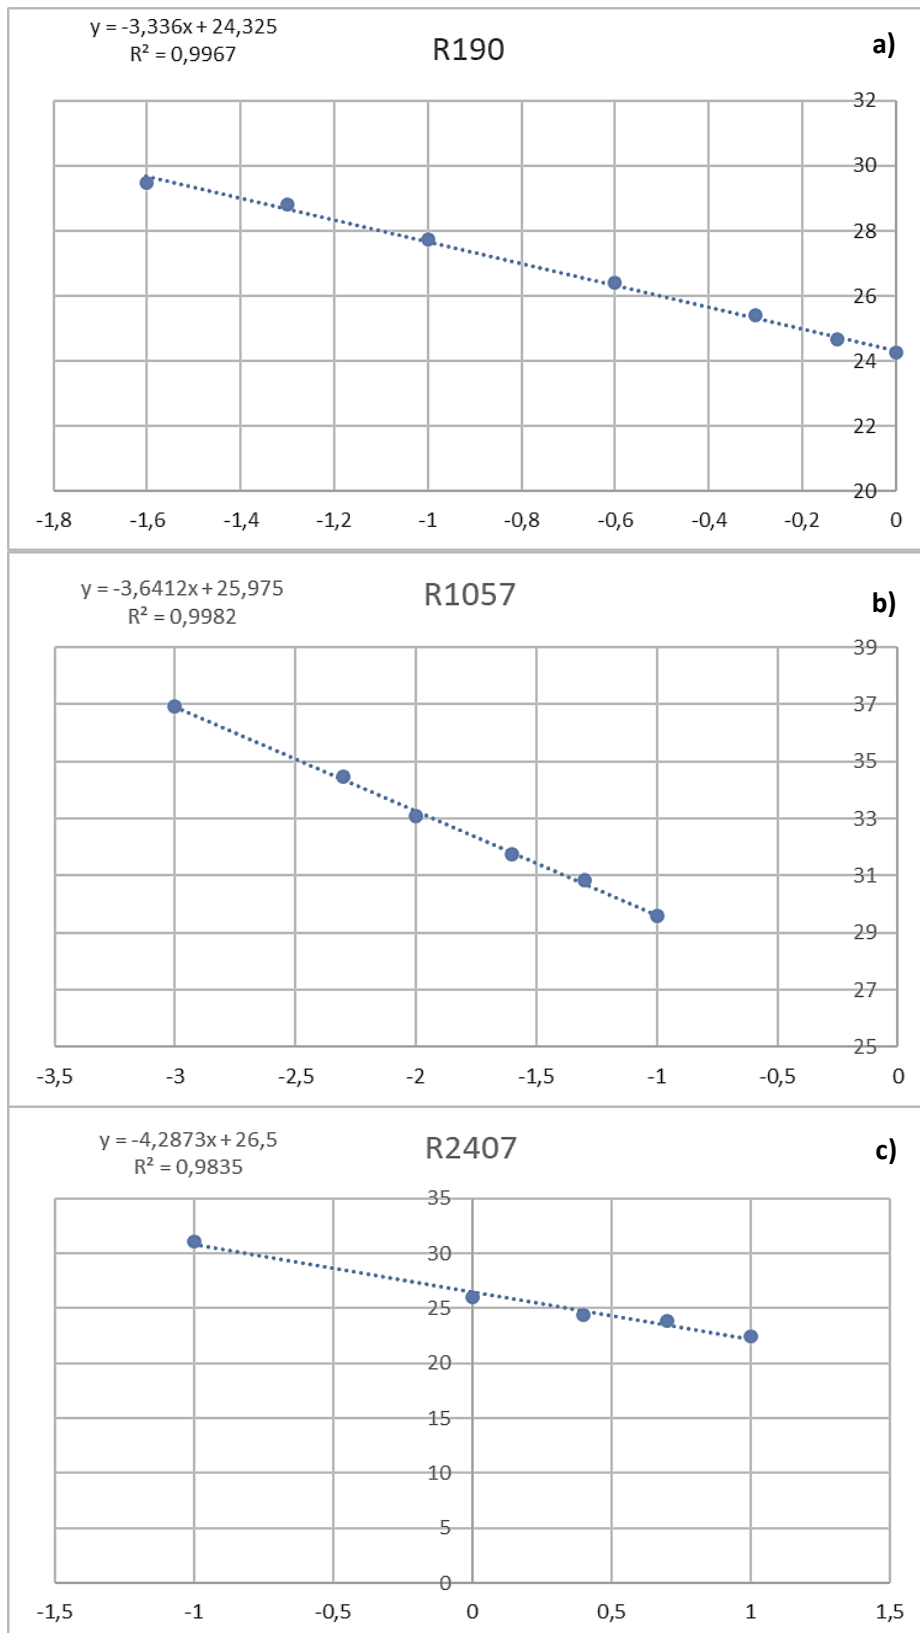 y = -3,336x + 24,325
R² = 0,9967
R190
a)
32
30
28
26
24
22
20
-1,8 -1,6 -1,4 -1,2 -1 -0,8 -0,6 -0,4 -0,2 0
y = -3,6412x + 25,975
R² = 0,9982
R1057
b)
39
37
35
33
31
29
27
25
-3,5 -3 -2,5 -2 -1,5 -1 -0,5 0
y = -4,2873x + 26,5
R² = 0,9835
R2407
c)
35
30
25
20
15
10
5
0
-1,5 -1 -0,5 0 0,5 1 1,5